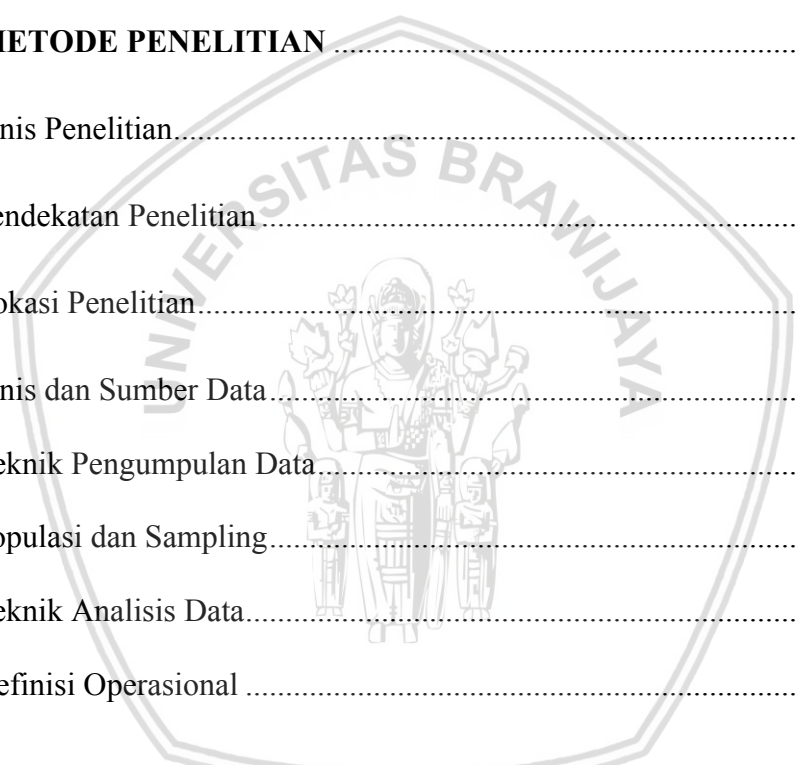 METODE PENELITIAN ........................................................
nis Penelitian........................................................................
endekatan Penelitian............................................................
okasi Penelitian....................................................................
nis dan Sumber Data............................................................
eknik Pengumpulan Data.....................................................
opulasi dan Sampling...........................................................
eknik Analisis Data...............................................................
efinisi Operasional ...............................................................
UNIVERSITAS BRAWIJAYA